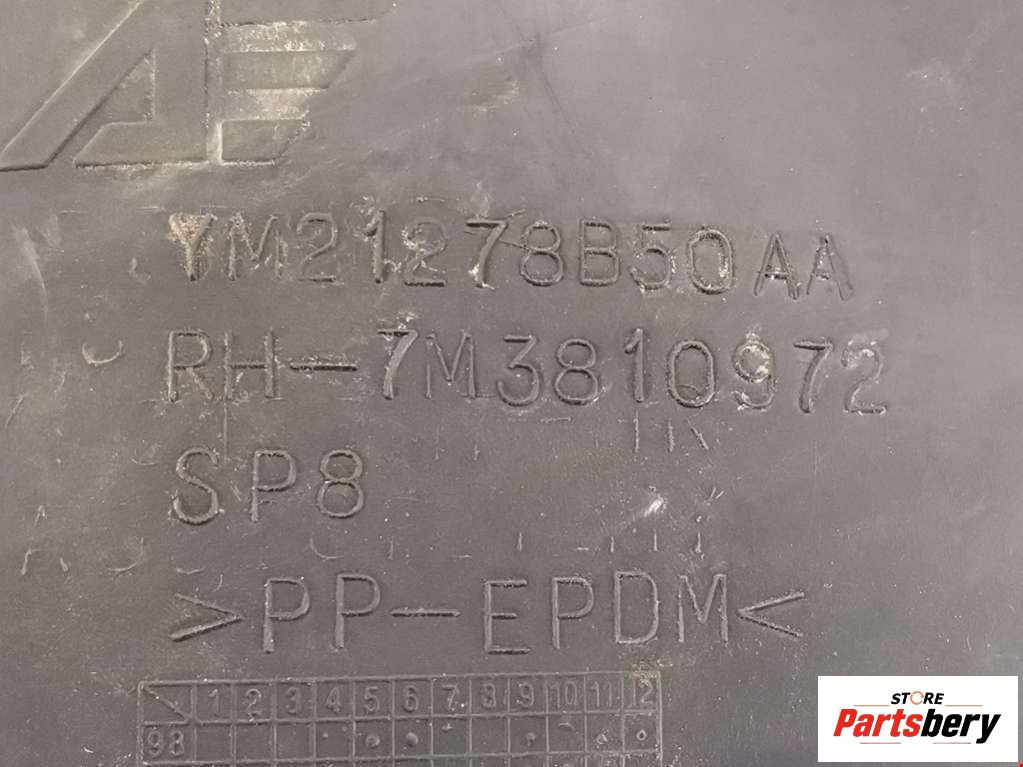 AE
7M21278B50AA
RH-7M3810972
SP8
>PP-EPDM<
1 2 3 4 5 6 7 8 9 10 11 12
98
STORE
Partsbery